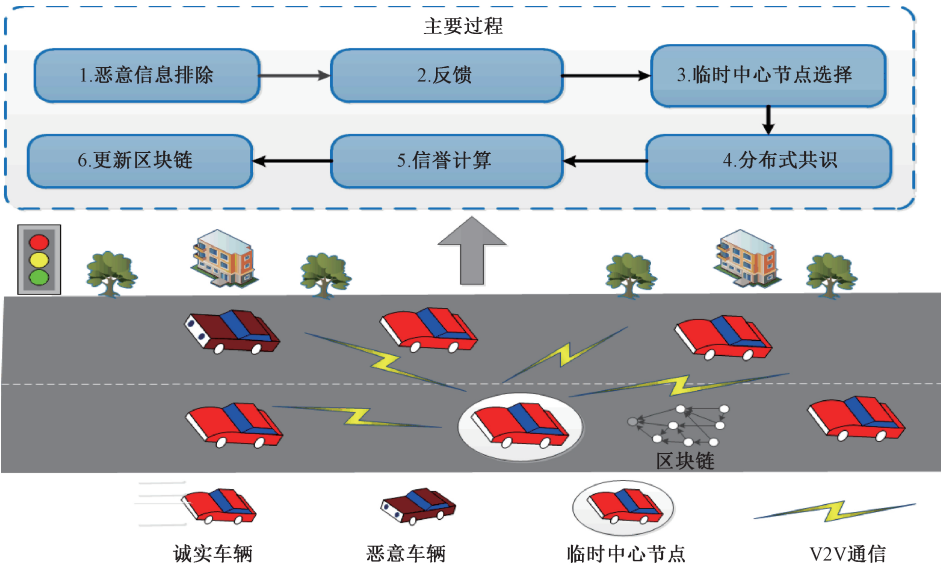 主要过程
1.恶意信息排除
2.反馈
3.临时中心节点选择
6.更新区块链
5.信誉计算
4.分布式共识
区块链
诚实车辆
恶意车辆
临时中心节点
V2V通信